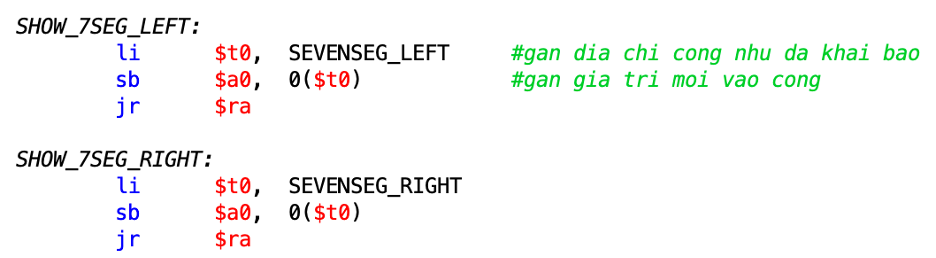 SHOW_7SEG_LEFT:
li $t0, SEVENSEG_LEFT #gan dia chi cong nhu da khai bao
sb $a0, 0($t0) #gan gia tri moi vao cong
jr $ra
SHOW_7SEG_RIGHT:
li $t0, SEVENSEG_RIGHT
sb $a0, 0($t0)
jr $ra